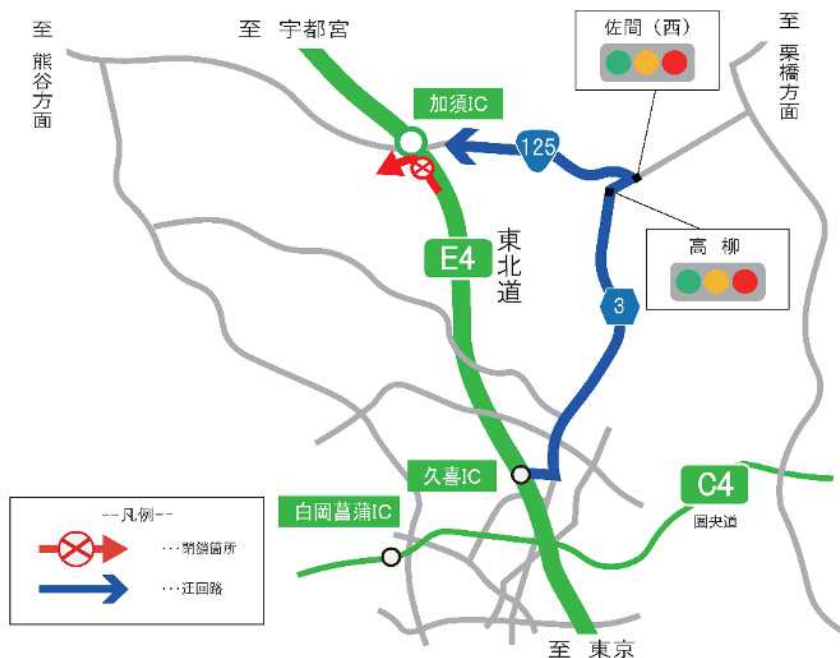 至 熊谷方面
至 宇都宮
佐間（西）
至 栗橋方面
加須IC
125
高 柳
E4
東北道
3
久喜IC
C4
圏央道
白岡菖蒲IC
--凡例--
･･･閉鎖箇所
･･･迂回路
至 東京